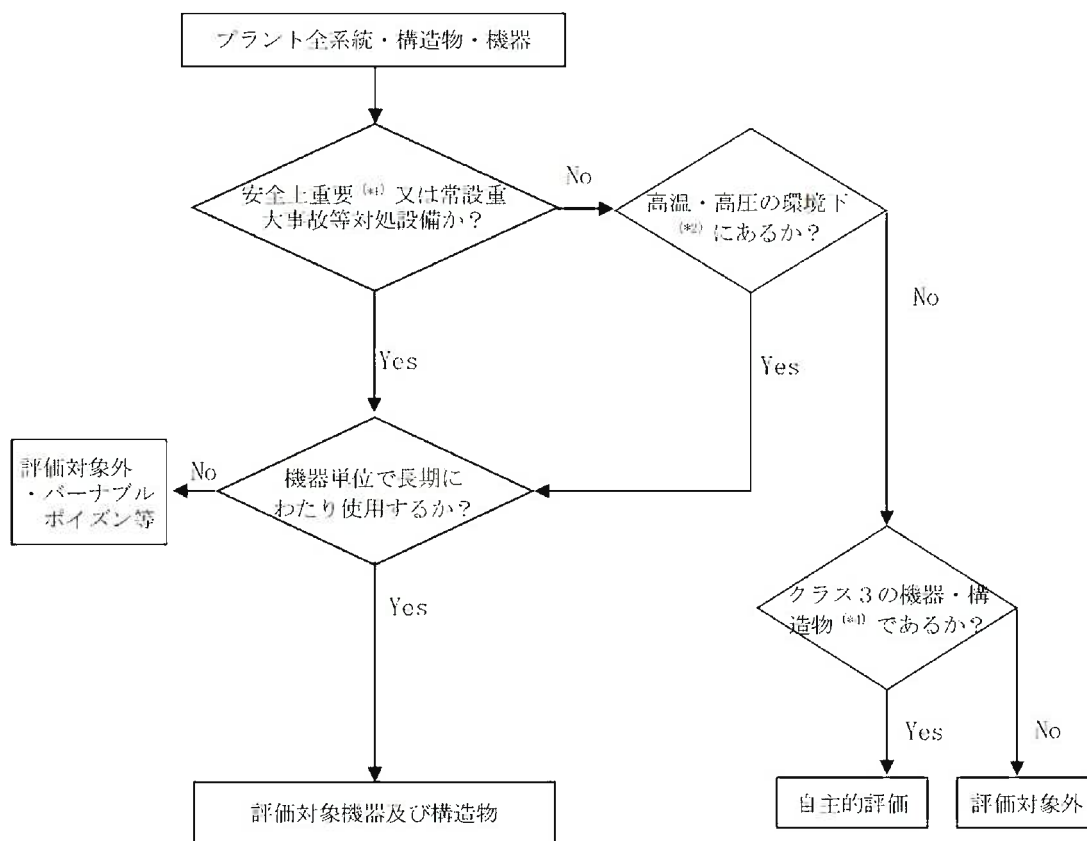 プラント全系統・構造物・機器
安全上重要(*1)又は常設重
大事故等対処設備か?
No
高温・高圧の環境下
(*2)にあるか?
No
Yes
Yes
評価対象外
・バーナブル
ポイズン等
No
機器単位で長期に
わたり使用するか?
Yes
クラス3の機器・構
造物(*1)であるか?
Yes
No
評価対象機器及び構造物
自主的評価
評価対象外